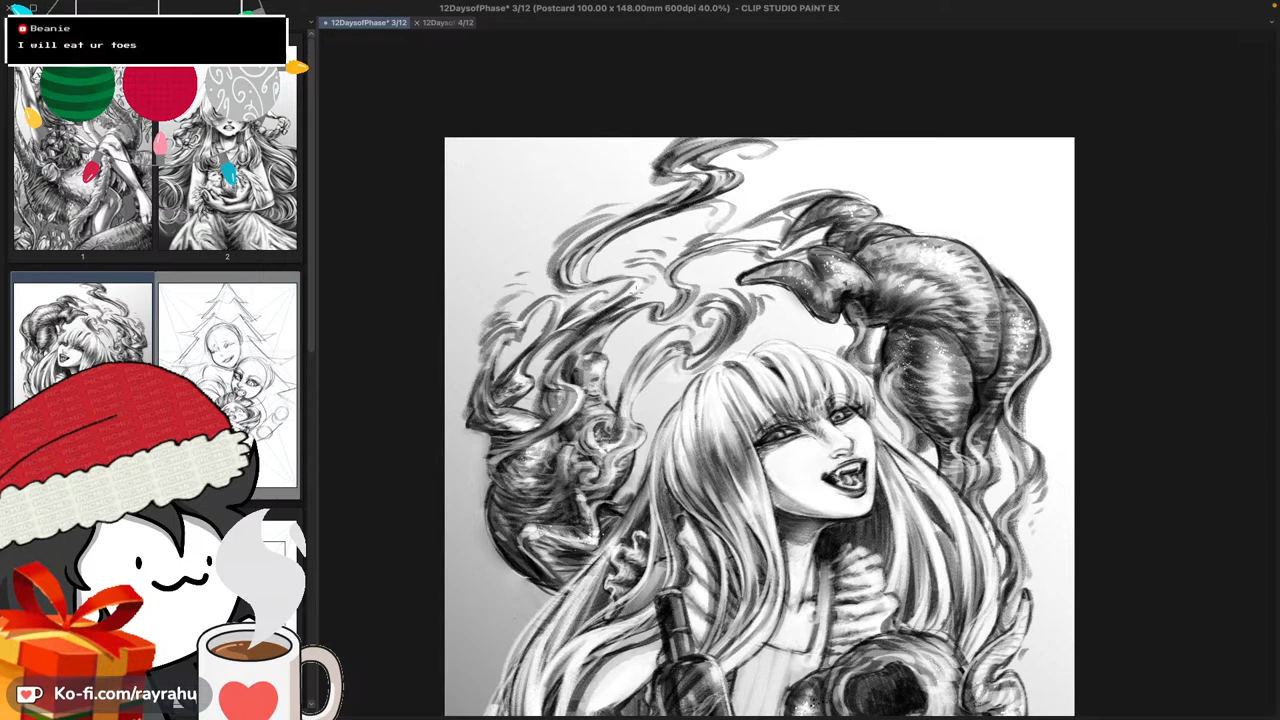 12DaysofPhase* 3/12 (Postcard 100.00 x 148.00mm 600dpi 40.0%) - CLIP STUDIO PAINT EX
12DaysofPhase* 3/12
12Daysof 4/12
Beanie
I will eat ur toes
1
2
Ko-fi.com/rayrahu